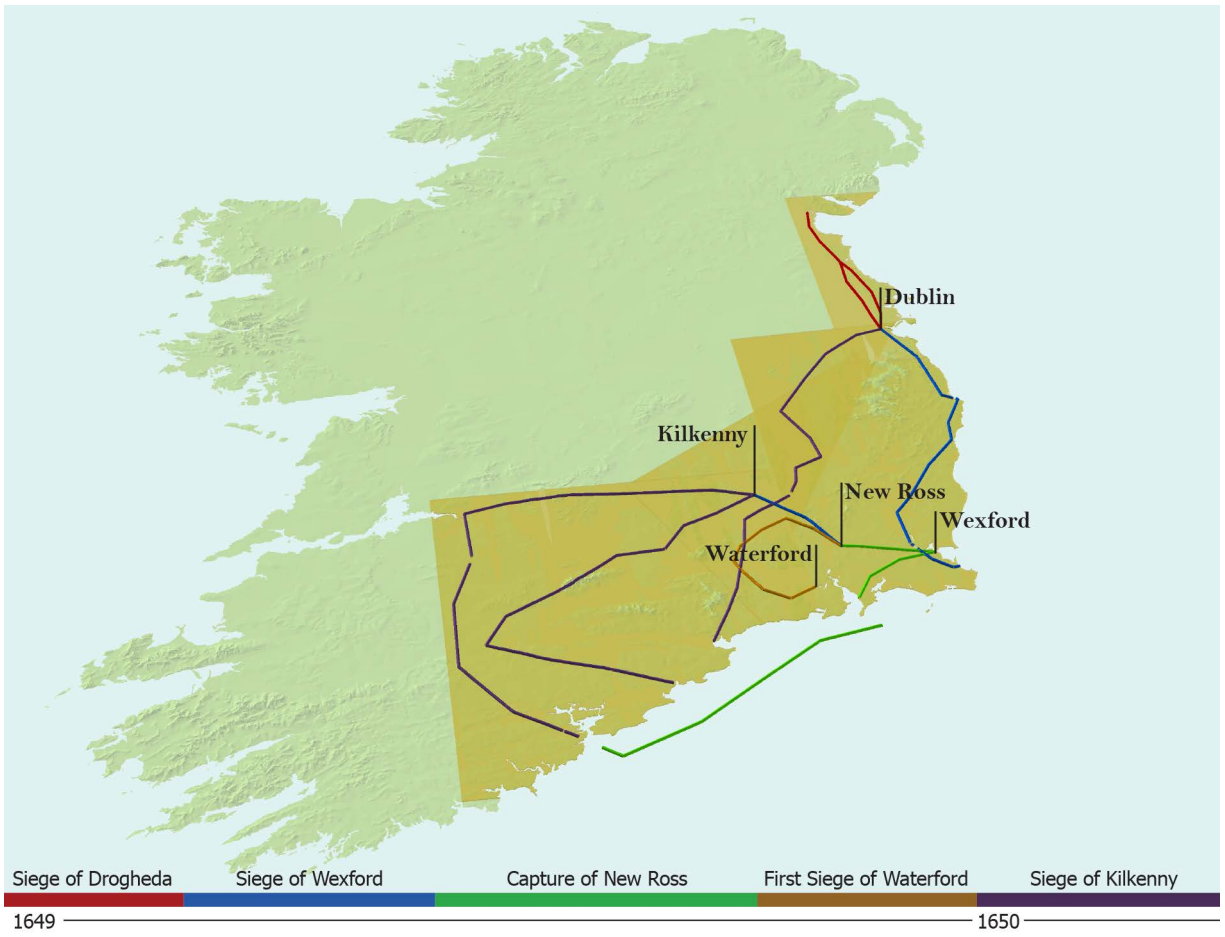 Dublin
Kilkenny
New Ross
Wexford
Waterford
Siege of Drogheda
Siege of Wexford
Capture of New Ross
First Siege of Waterford
Siege of Kilkenny
1649
1650